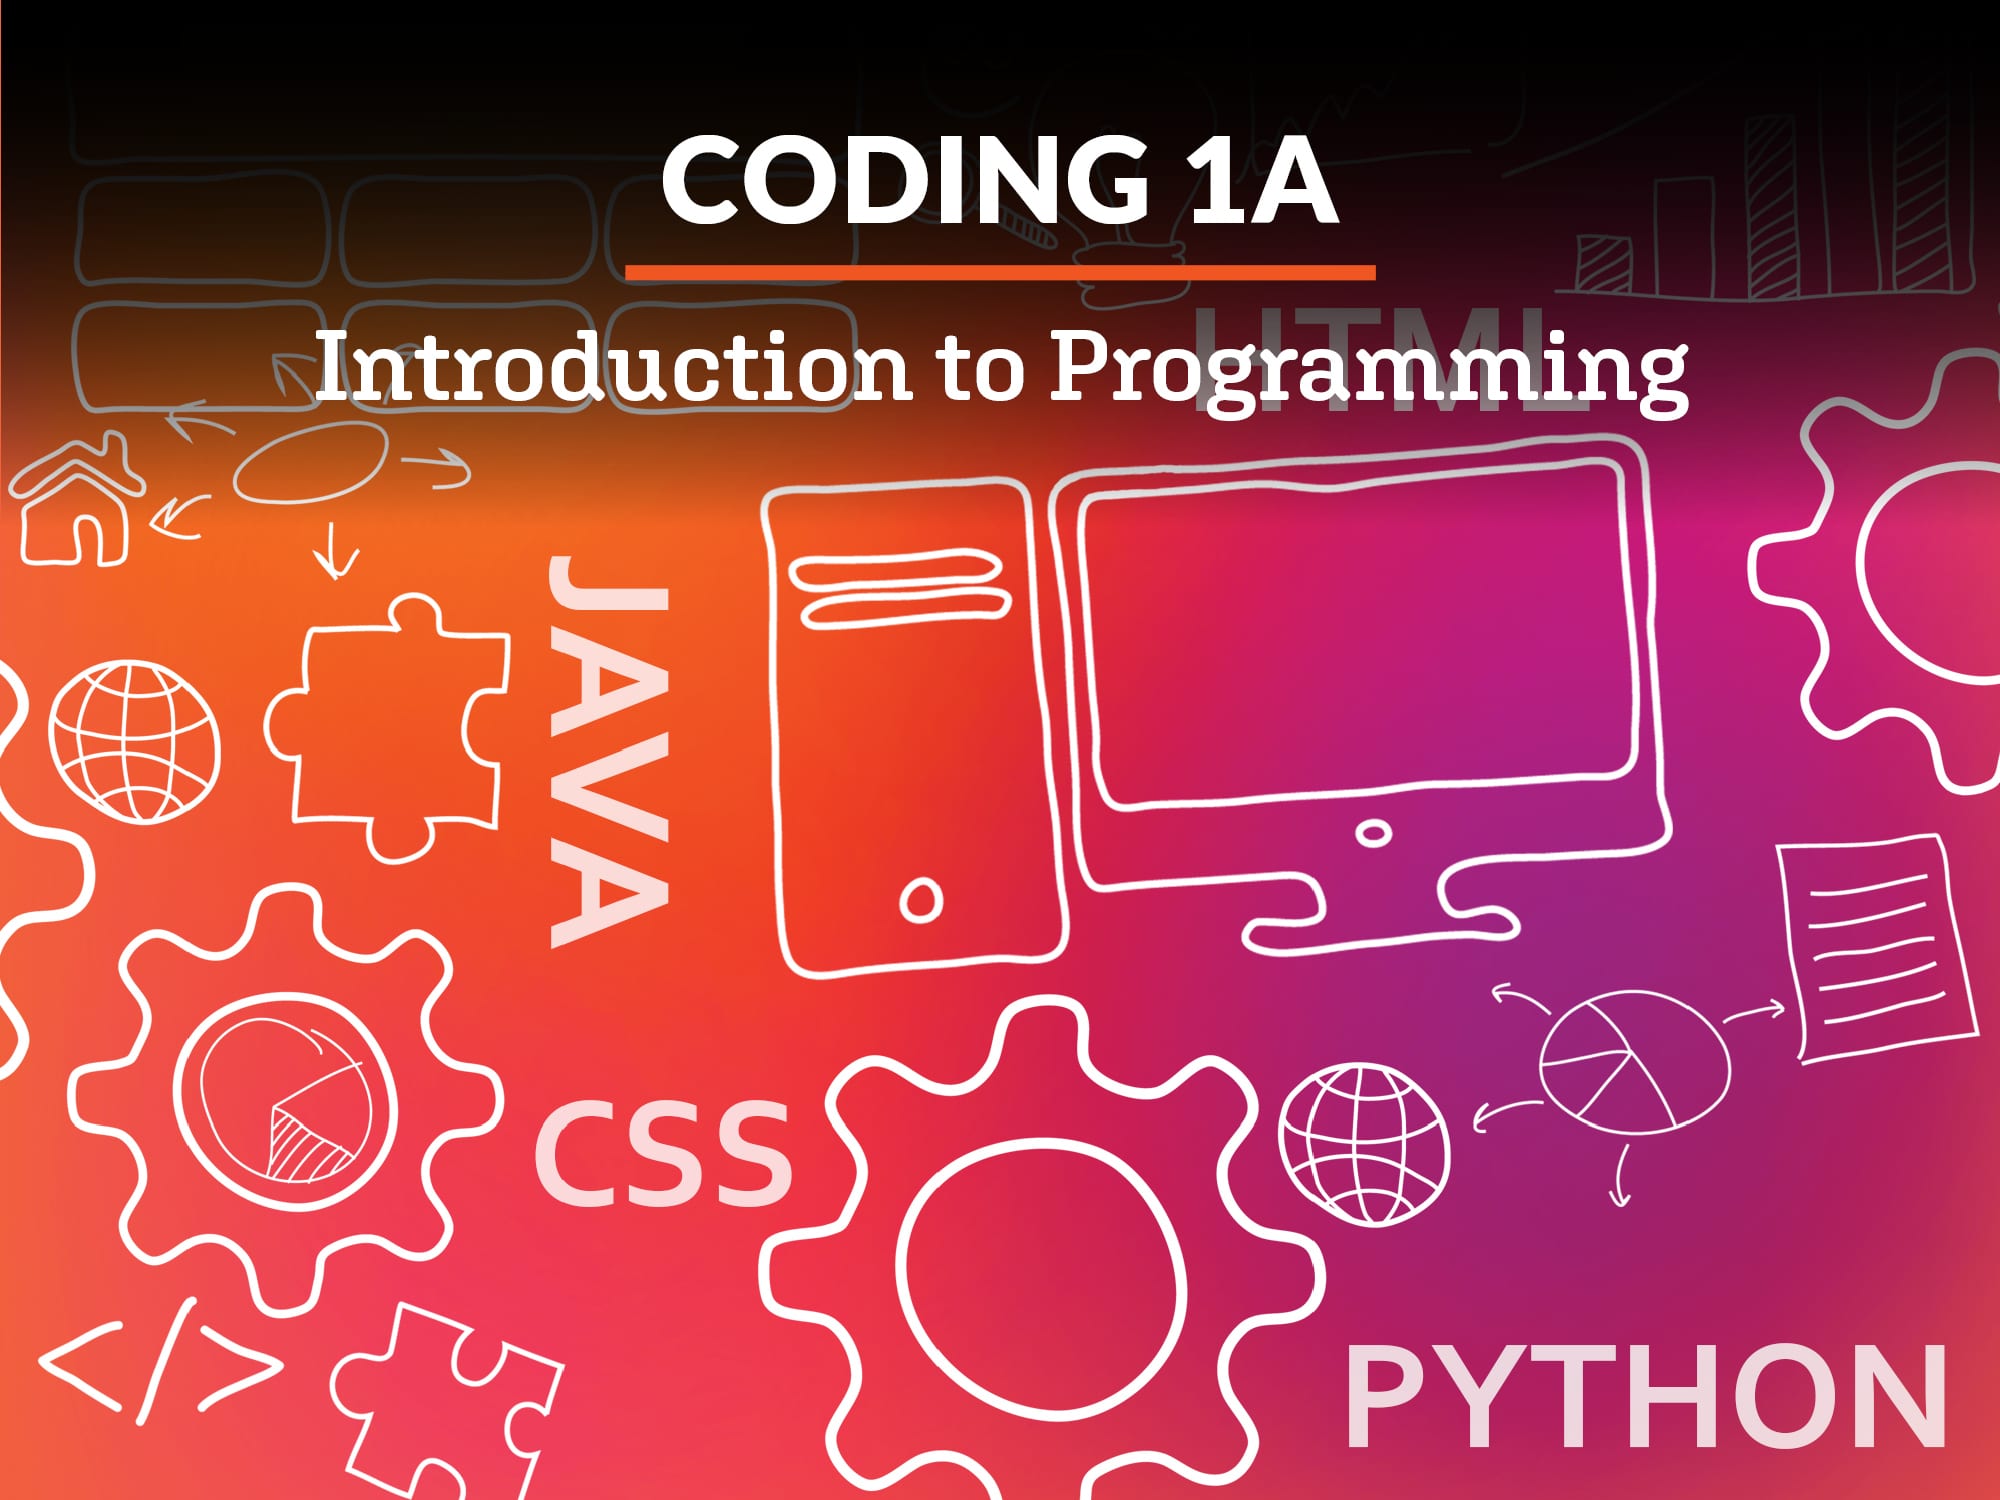 CODING 1A
Introduction to Programming
HTML
JAVA
CSS
</>
PYTHON